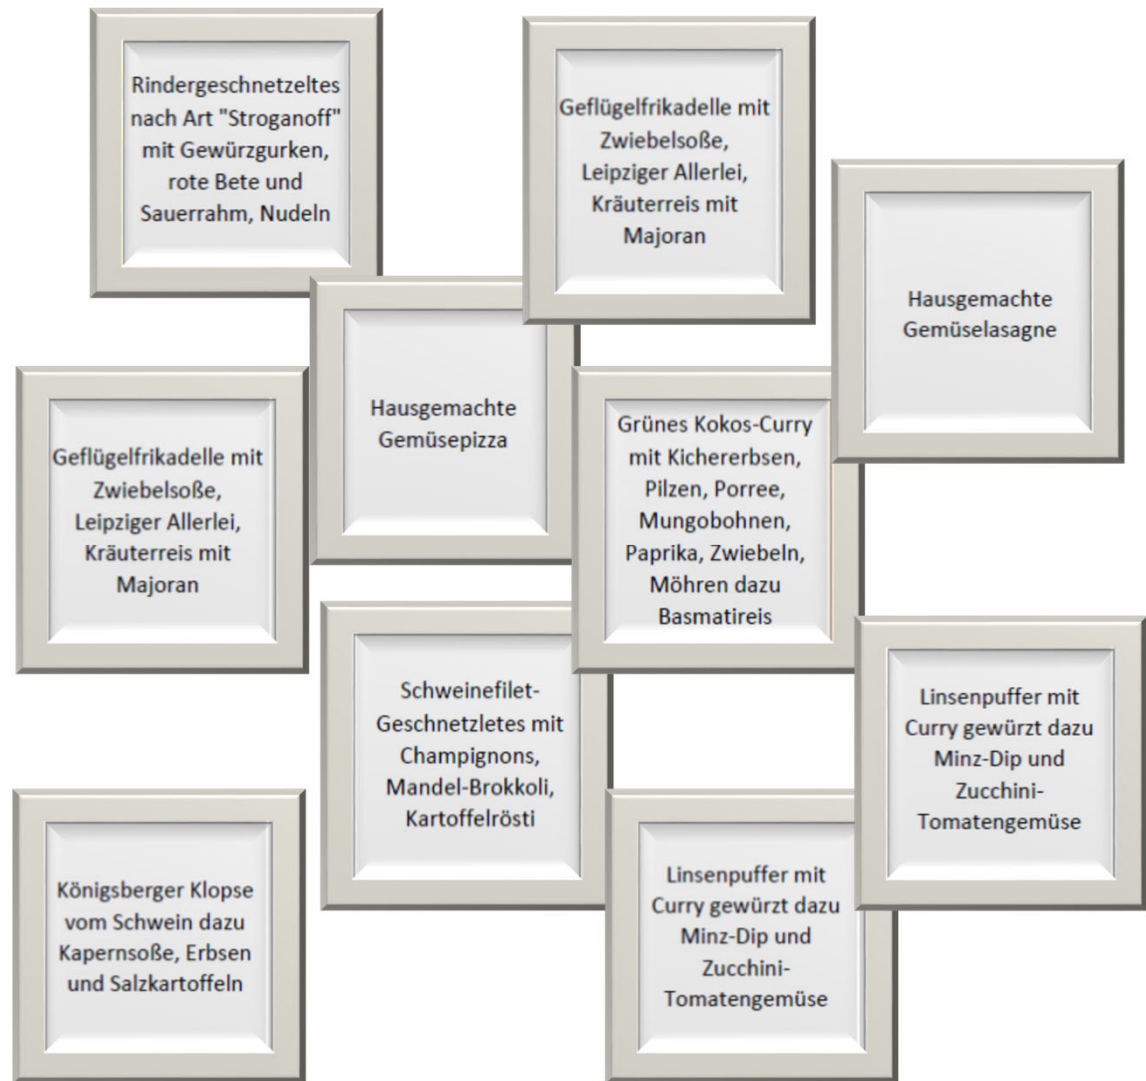 Rindergeschnetzeltes
nach Art "Stroganoff"
mit Gewürzgurken,
rote Bete und
Sauerrahm, Nudeln
Geflügelfrikadelle mit
Zwiebelsoße,
Leipziger Allerlei,
Kräuterreis mit
Majoran
Hausgemachte
Gemüselasagne
Hausgemachte
Gemüsepizza
Geflügelfrikadelle mit
Zwiebelsoße,
Leipziger Allerlei,
Kräuterreis mit
Majoran
Grünes Kokos-Curry
mit Kichererbsen,
Pilzen, Porree,
Mungobohnen,
Paprika, Zwiebeln,
Möhren dazu
Basmatireis
Schweinefilet-
Geschnetzletes mit
Champignons,
Mandel-Brokkoli,
Kartoffelrösti
Linsenpuffer mit
Curry gewürzt dazu
Minz-Dip und
Zucchini-
Tomatengemüse
Königsberger Klopse
vom Schwein dazu
Kapernsoße, Erbsen
und Salzkartoffeln
Linsenpuffer mit
Curry gewürzt dazu
Minz-Dip und
Zucchini-
Tomatengemüse